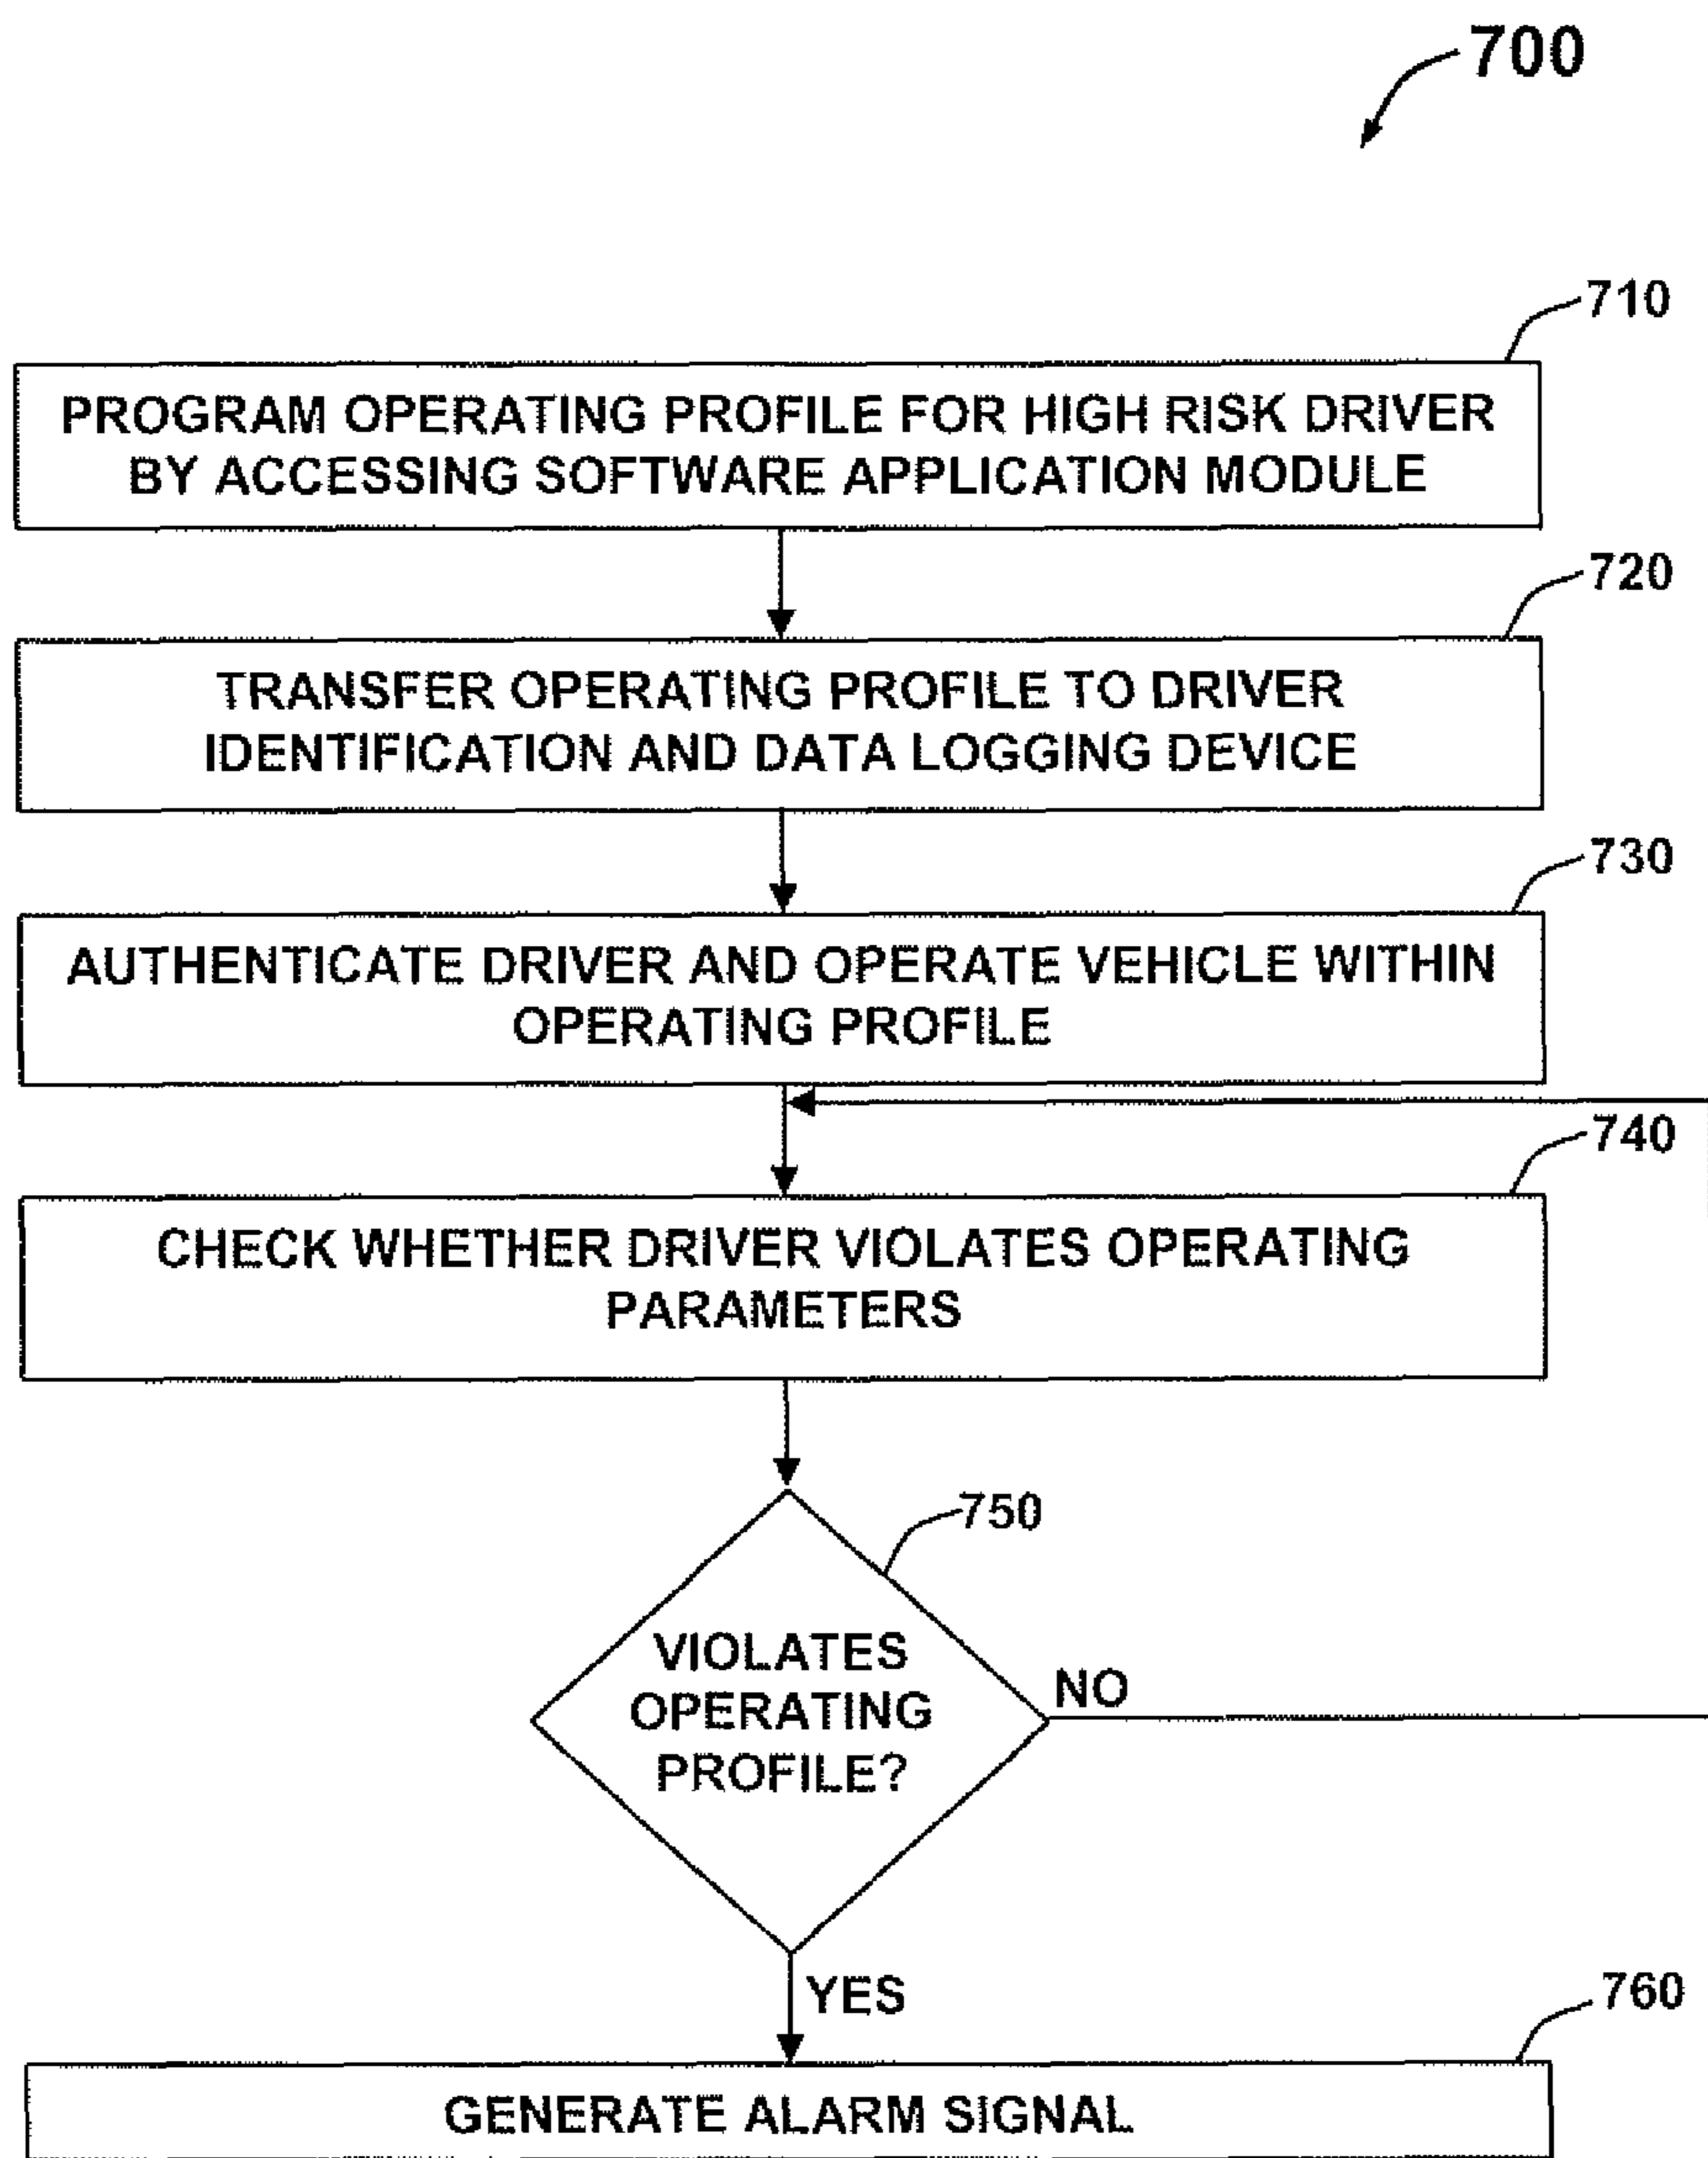 700
710
PROGRAM OPERATING PROFILE FOR HIGH RISK DRIVER
BY ACCESSING SOFTWARE APPLICATION MODULE
720
TRANSFER OPERATING PROFILE TO DRIVER
IDENTIFICATION AND DATA LOGGING DEVICE
730
AUTHENTICATE DRIVER AND OPERATE VEHICLE WITHIN
OPERATING PROFILE
740
CHECK WHETHER DRIVER VIOLATES OPERATING
PARAMETERS
750
VIOLATES
OPERATING
PROFILE?
NO
YES
760
GENERATE ALARM SIGNAL